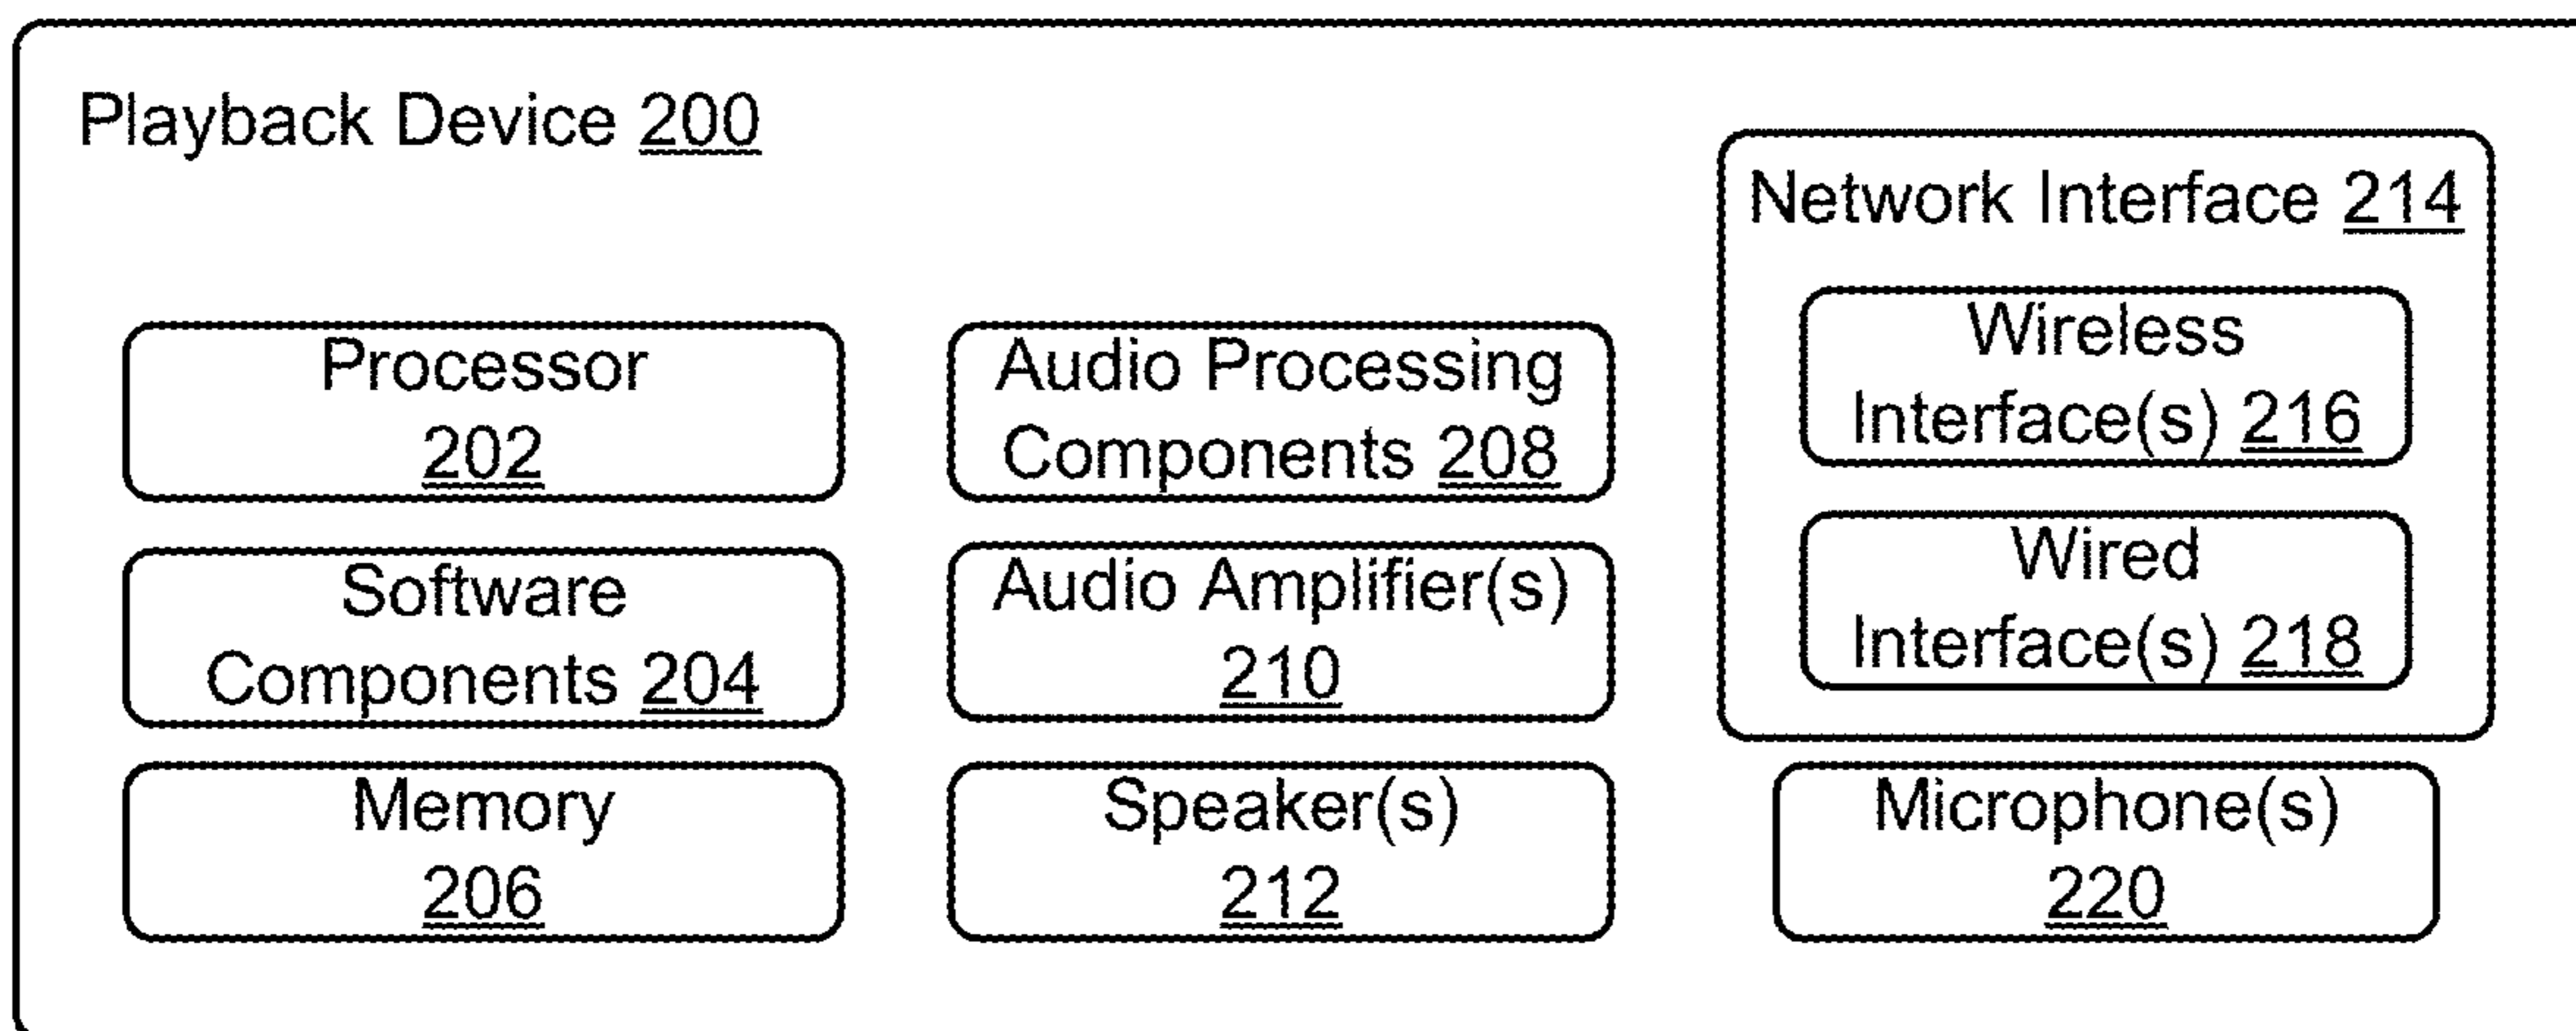 Playback Device 200
Processor
202
Software
Components 204
Memory
206
Audio Processing
Components 208
Audio Amplifier(s)
210
Speaker(s)
212
Network Interface 214
Wireless
Interface(s) 216
Wired
Interface(s) 218
Microphone(s)
220